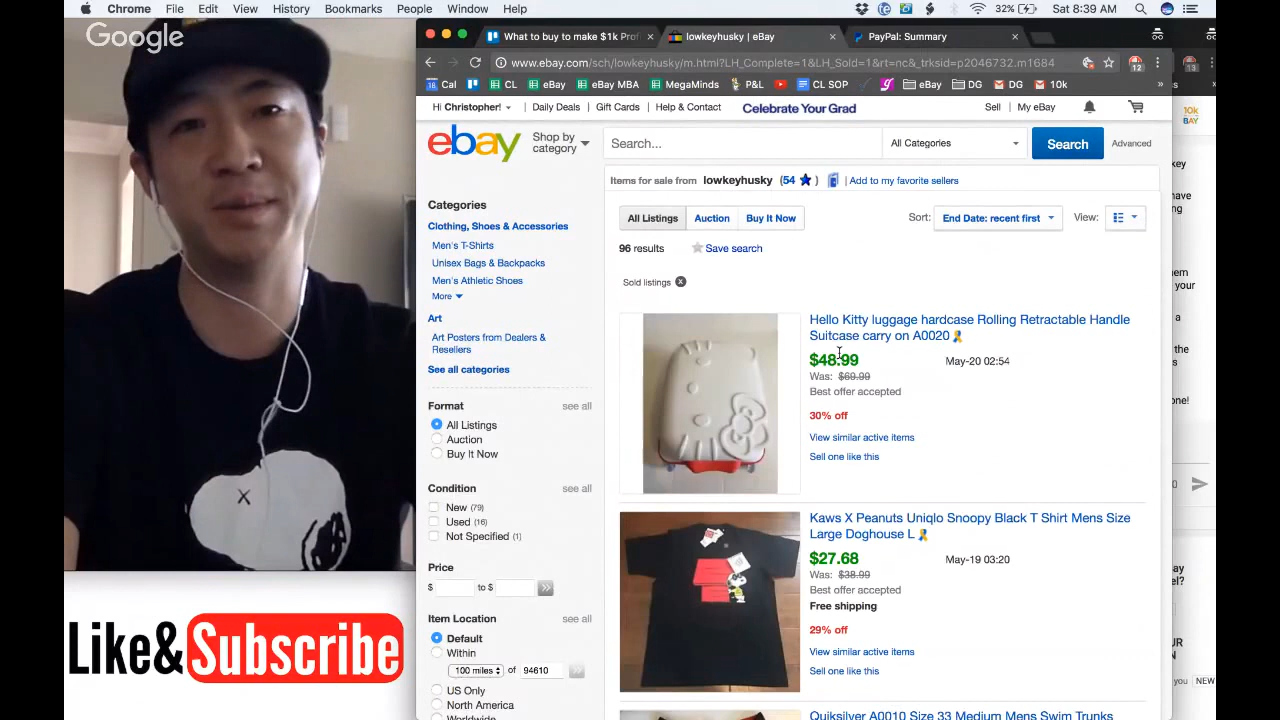 Chrome File Edit View History Bookmarks People Window Help
32% Sat 8:39 AM
Google
What to buy to make $1k Prof
lowkeyhusky | eBay
PayPal: Summary
www.ebay.com/sch/lowkeyhusky/m.html?LH_Complete=1&LH_Sold=1&rt=nc&_trksid=p2046732.m1684
12
13
18 Cal CL eBay eBay MBA MegaMinds P&L CL SOP eBay DG DG 10k
Hi Christopher! Daily Deals Gift Cards Help & Contact Celebrate Your Grad Sell My eBay
10k
BAY
ebay Shop by category Search... All Categories Search Advanced
Items for sale from lowkeyhusky (54 ) | Add to my favorite sellers
Categories
Clothing, Shoes & Accessories
Men's T-Shirts
Unisex Bags & Backpacks
Men's Athletic Shoes
More
Art
Art Posters from Dealers &
Resellers
See all categories
Format see all
All Listings
Auction
Buy It Now
Condition see all
New (79)
Used (16)
Not Specified (1)
Price
$ to $
Item Location see all
Default
Within
100 miles of 94610
US Only
North America
Worldwide
All Listings Auction Buy It Now Sort: End Date: recent first View:
96 results Save search
Sold listings
Hello Kitty luggage hardcase Rolling Retractable Handle
Suitcase carry on A0020
$48.99 May-20 02:54
Was: $69.99
Best offer accepted
30% off
View similar active items
Sell one like this
Kaws X Peanuts Uniqlo Snoopy Black T Shirt Mens Size
Large Doghouse L
$27.68 May-19 03:20
Was: $38.99
Best offer accepted
Free shipping
29% off
View similar active items
Sell one like this
Quiksilver A0010 Size 33 Medium Mens Swim Trunks
your
a
the
NEW
Like& Subscribe